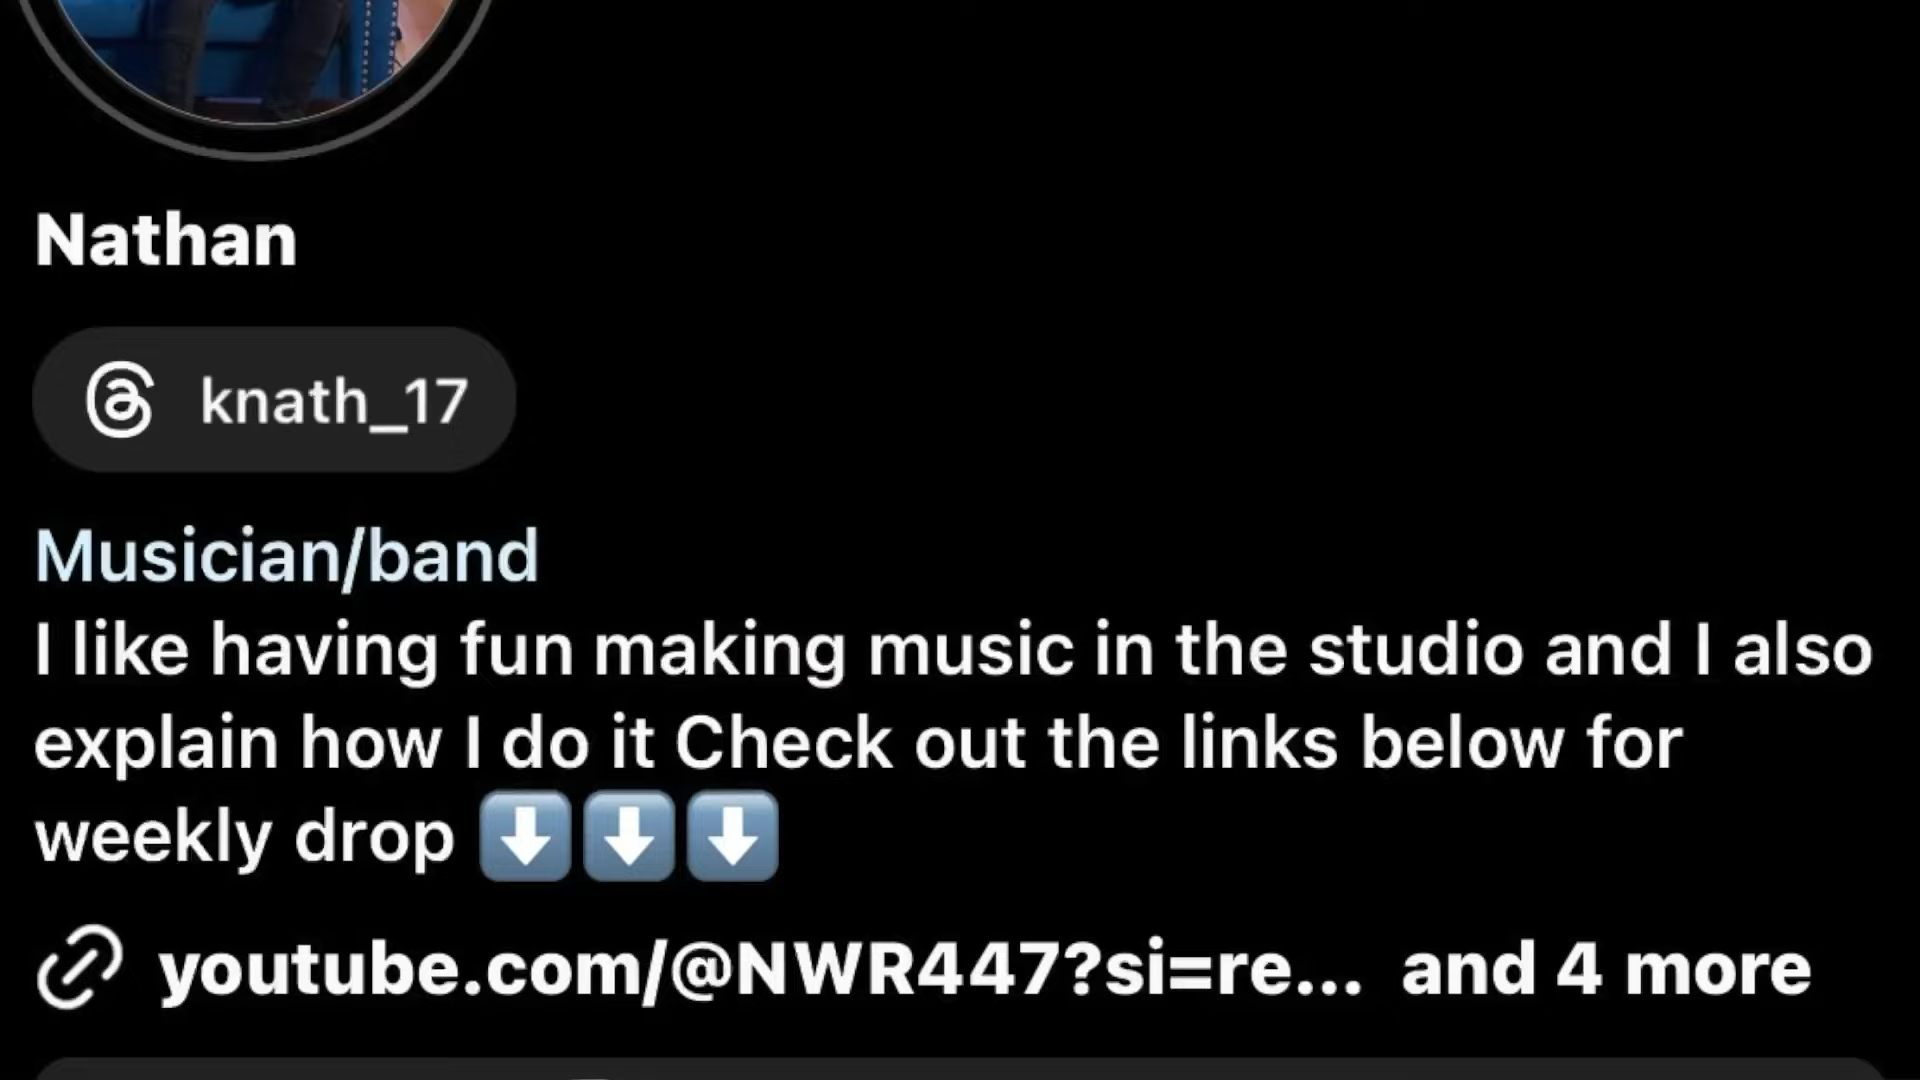 Nathan
knath_17
Musician/band
I like having fun making music in the studio and I also
explain how I do it Check out the links below for
weekly drop ⬇️⬇️⬇️
youtube.com/@NWR447?si=re... and 4 more